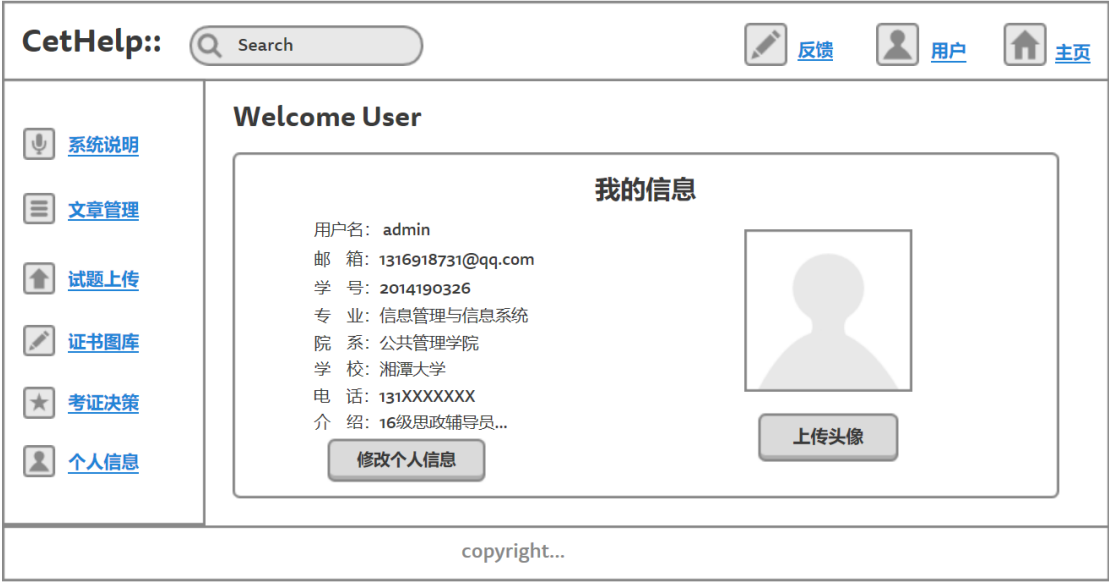 CetHelp::
Search
反馈
用户
主页
系统说明
文章管理
试题上传
证书图库
考证决策
个人信息
Welcome User
我的信息
用户名： admin
邮 箱：1316918731@qq.com
学 号：2014190326
专 业：信息管理与信息系统
院 系：公共管理学院
学 校：湘潭大学
电 话：131XXXXXXX
介 绍：16级思政辅导员...
修改个人信息
上传头像
copyright...